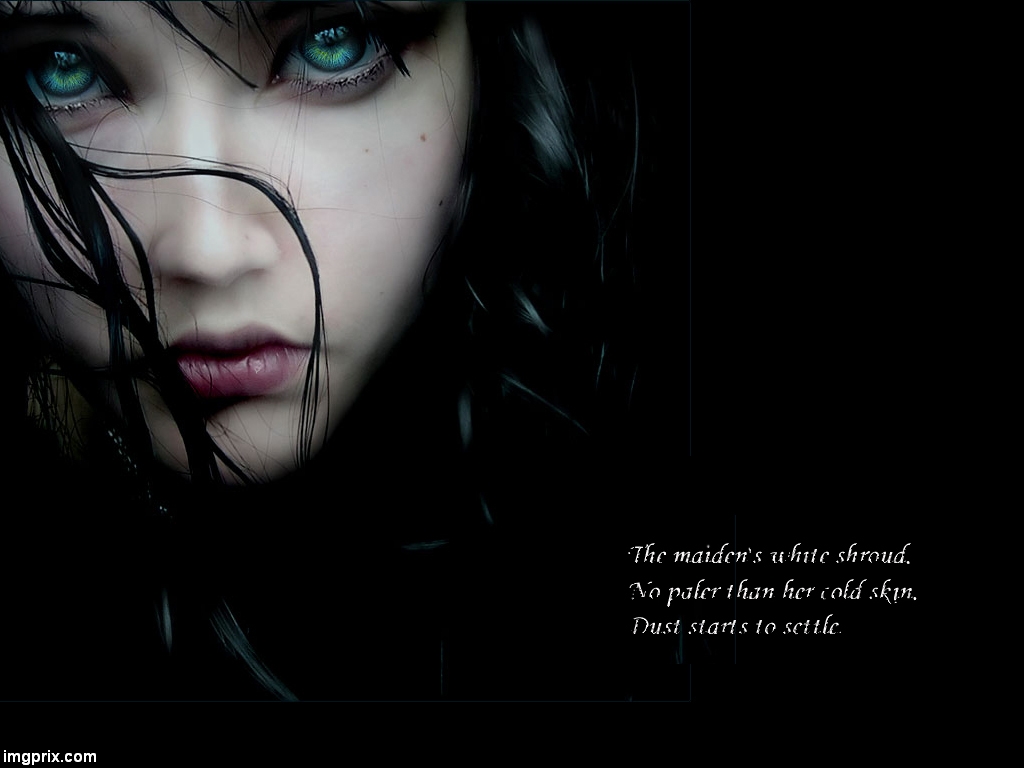 The maiden's white shroud,
No paler than her cold skin,
Dust starts to settle.
imgprix.com